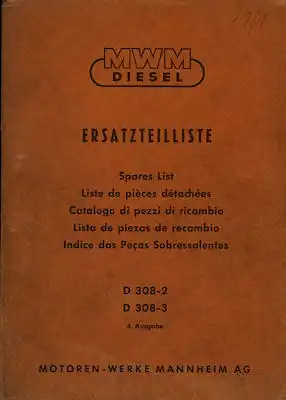 MWM
DIESEL
ERSATZTEILLISTE
Spares List
Liste de pièces détachées
Catalogo di pezzi di ricambio
Lista de piezas de recambio
Indice das Peças Sobressalentes
D 308-2
D 308-3
4. Ausgabe
MOTOREN-WERKE MANNHEIM AG